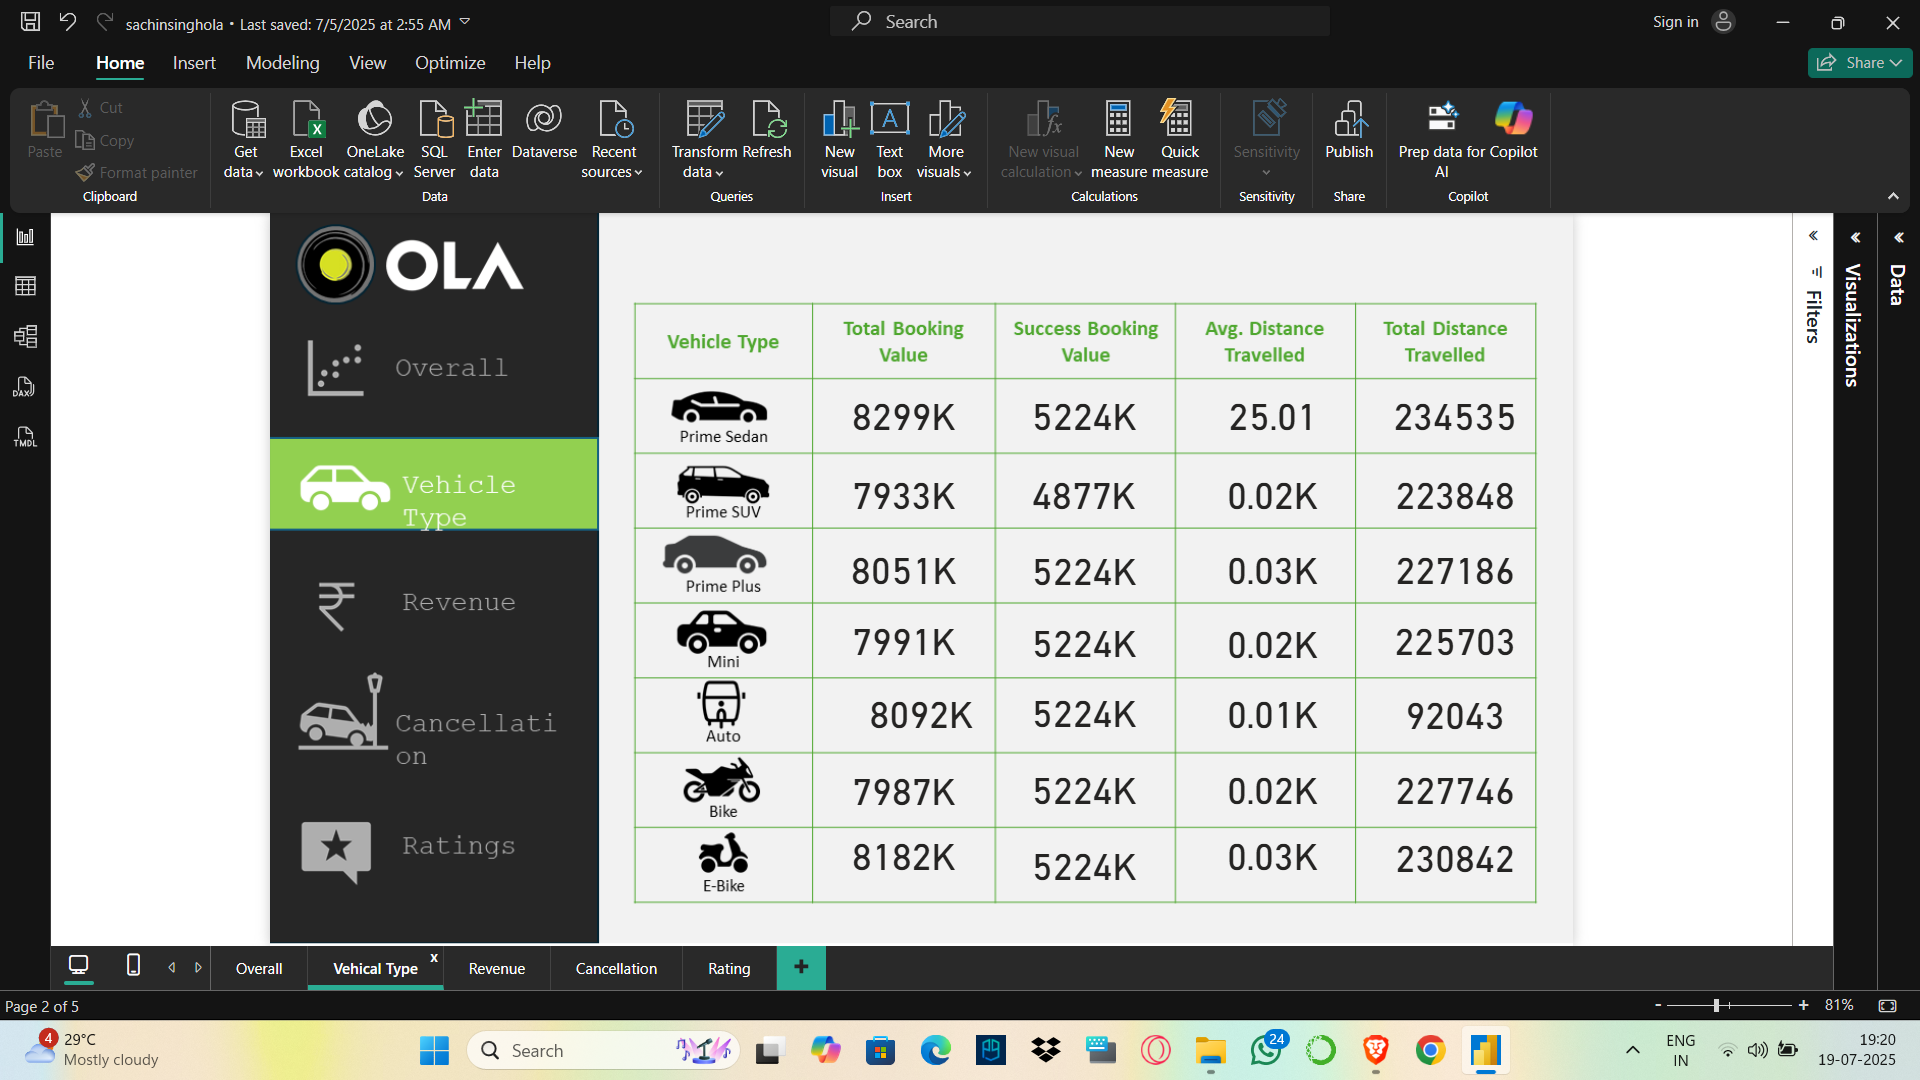 sachinsinghola • Last saved: 7/5/2025 at 2:55 AM
Search
Sign in
File Home Insert Modeling View Optimize Help
Share
Paste
Cut
Copy
Format painter
Clipboard
Get data
Excel workbook
OneLake catalog
SQL Server
Enter data
Dataverse
Recent sources
Data
Transform data
Refresh
Queries
New visual
Text box
More visuals
Insert
New visual calculation
New measure
Quick measure
Calculations
Sensitivity
Sensitivity
Publish
Share
Prep data for AI
Copilot
Copilot
DAX
TMDL
OLA
Overall
Vehicle
Type
Revenue
Cancellati
on
Ratings
Vehicle Type
Total Booking
Value
Success Booking
Value
Avg. Distance
Travelled
Total Distance
Travelled
Prime Sedan 8299K 5224K 25.01 234535
Prime SUV 7933K 4877K 0.02K 223848
Prime Plus 8051K 5224K 0.03K 227186
Mini 7991K 5224K 0.02K 225703
Auto 8092K 5224K 0.01K 92043
Bike 7987K 5224K 0.02K 227746
E-Bike 8182K 5224K 0.03K 230842
Filters
Visualizations
Data
Overall
Vehical Type x
Revenue
Cancellation
Rating
+
Page 2 of 5
- + 81%
4
29°C
Mostly cloudy
Search
24
ENG
IN
19:20
19-07-2025